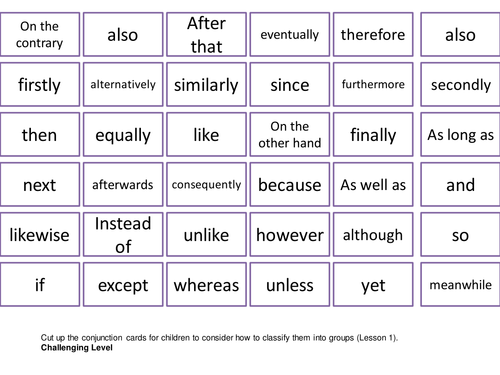 On the
contrary
also
After
that
eventually
therefore
also
firstly
alternatively
similarly
since
furthermore
secondly
then
equally
like
On the
other hand
finally
As long as
next
afterwards
consequently
because
As well as
and
likewise
Instead
of
unlike
however
although
so
if
except
whereas
unless
yet
meanwhile
Cut up the conjunction cards for children to consider how to classify them into groups (Lesson 1).
Challenging Level